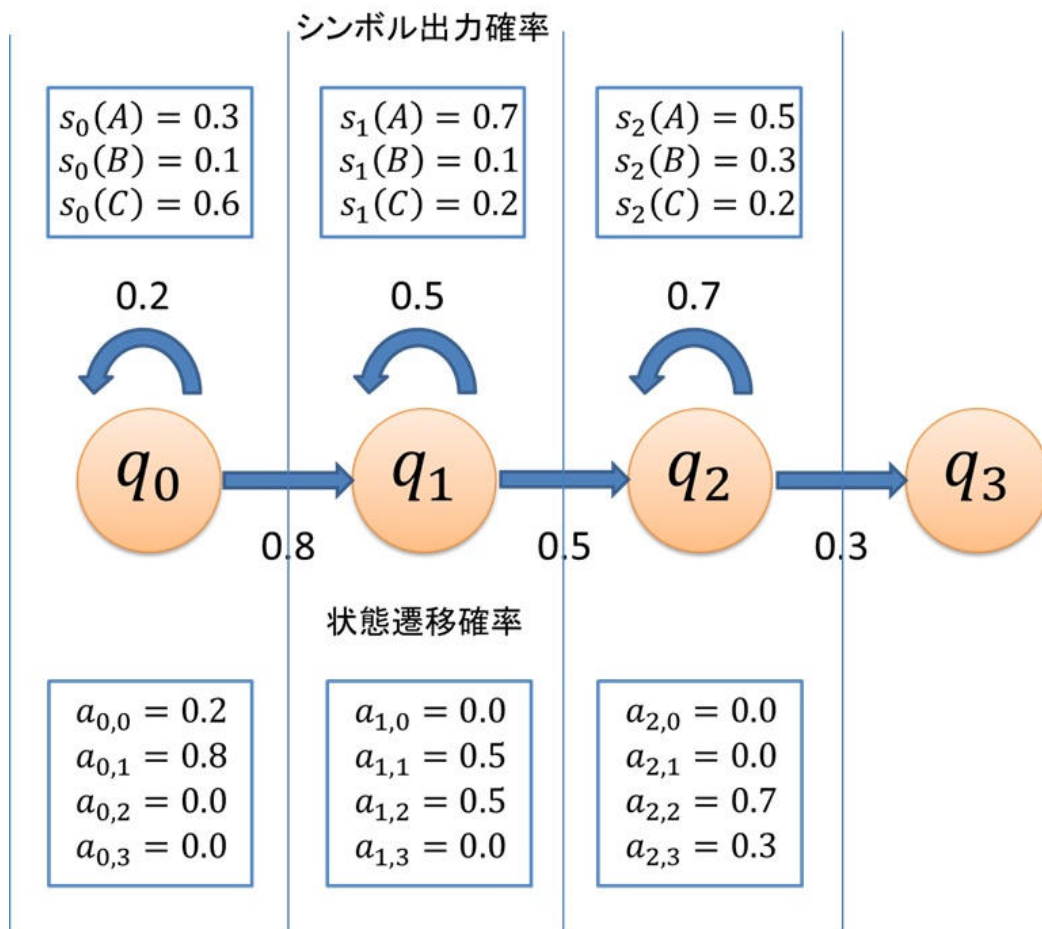 シンボル出力確率
s₀(A) = 0.3
s₀(B) = 0.1
s₀(C) = 0.6
s₁(A) = 0.7
s₁(B) = 0.1
s₁(C) = 0.2
s₂(A) = 0.5
s₂(B) = 0.3
s₂(C) = 0.2
0.2
0.5
0.7
q₀
q₁
q₂
q₃
0.8
0.5
0.3
状態遷移確率
a₀,₀ = 0.2
a₀,₁ = 0.8
a₀,₂ = 0.0
a₀,₃ = 0.0
a₁,₀ = 0.0
a₁,₁ = 0.5
a₁,₂ = 0.5
a₁,₃ = 0.0
a₂,₀ = 0.0
a₂,₁ = 0.0
a₂,₂ = 0.7
a₂,₃ = 0.3